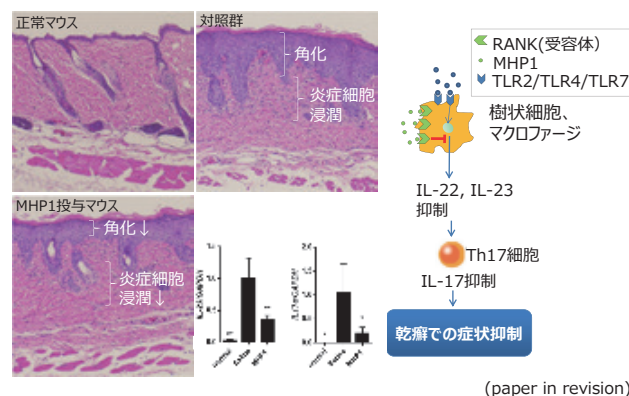 正常マウス
対照群
角化
炎症細胞
浸潤
MHP1投与マウス
角化↓
炎症細胞
浸潤↓
RANK(受容体)
MHP1
TLR2/TLR4/TLR7
樹状細胞、
マクロファージ
IL-22, IL-23
抑制
Th17細胞
IL-17抑制
乾癬での症状抑制
(paper in revision)